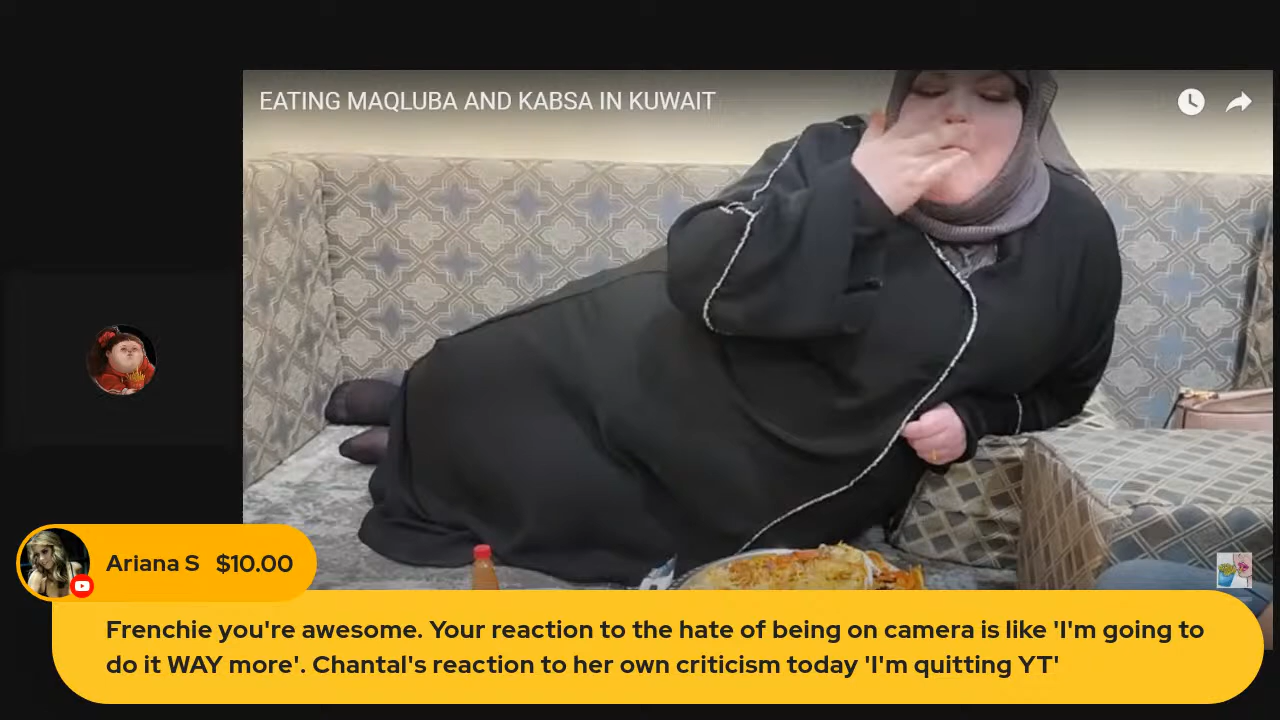 EATING MAQLUBA AND KABSA IN KUWAIT
Ariana S $10.00
Frenchie you're awesome. Your reaction to the hate of being on camera is like 'I'm going to
do it WAY more'. Chantal's reaction to her own criticism today 'I'm quitting YT'